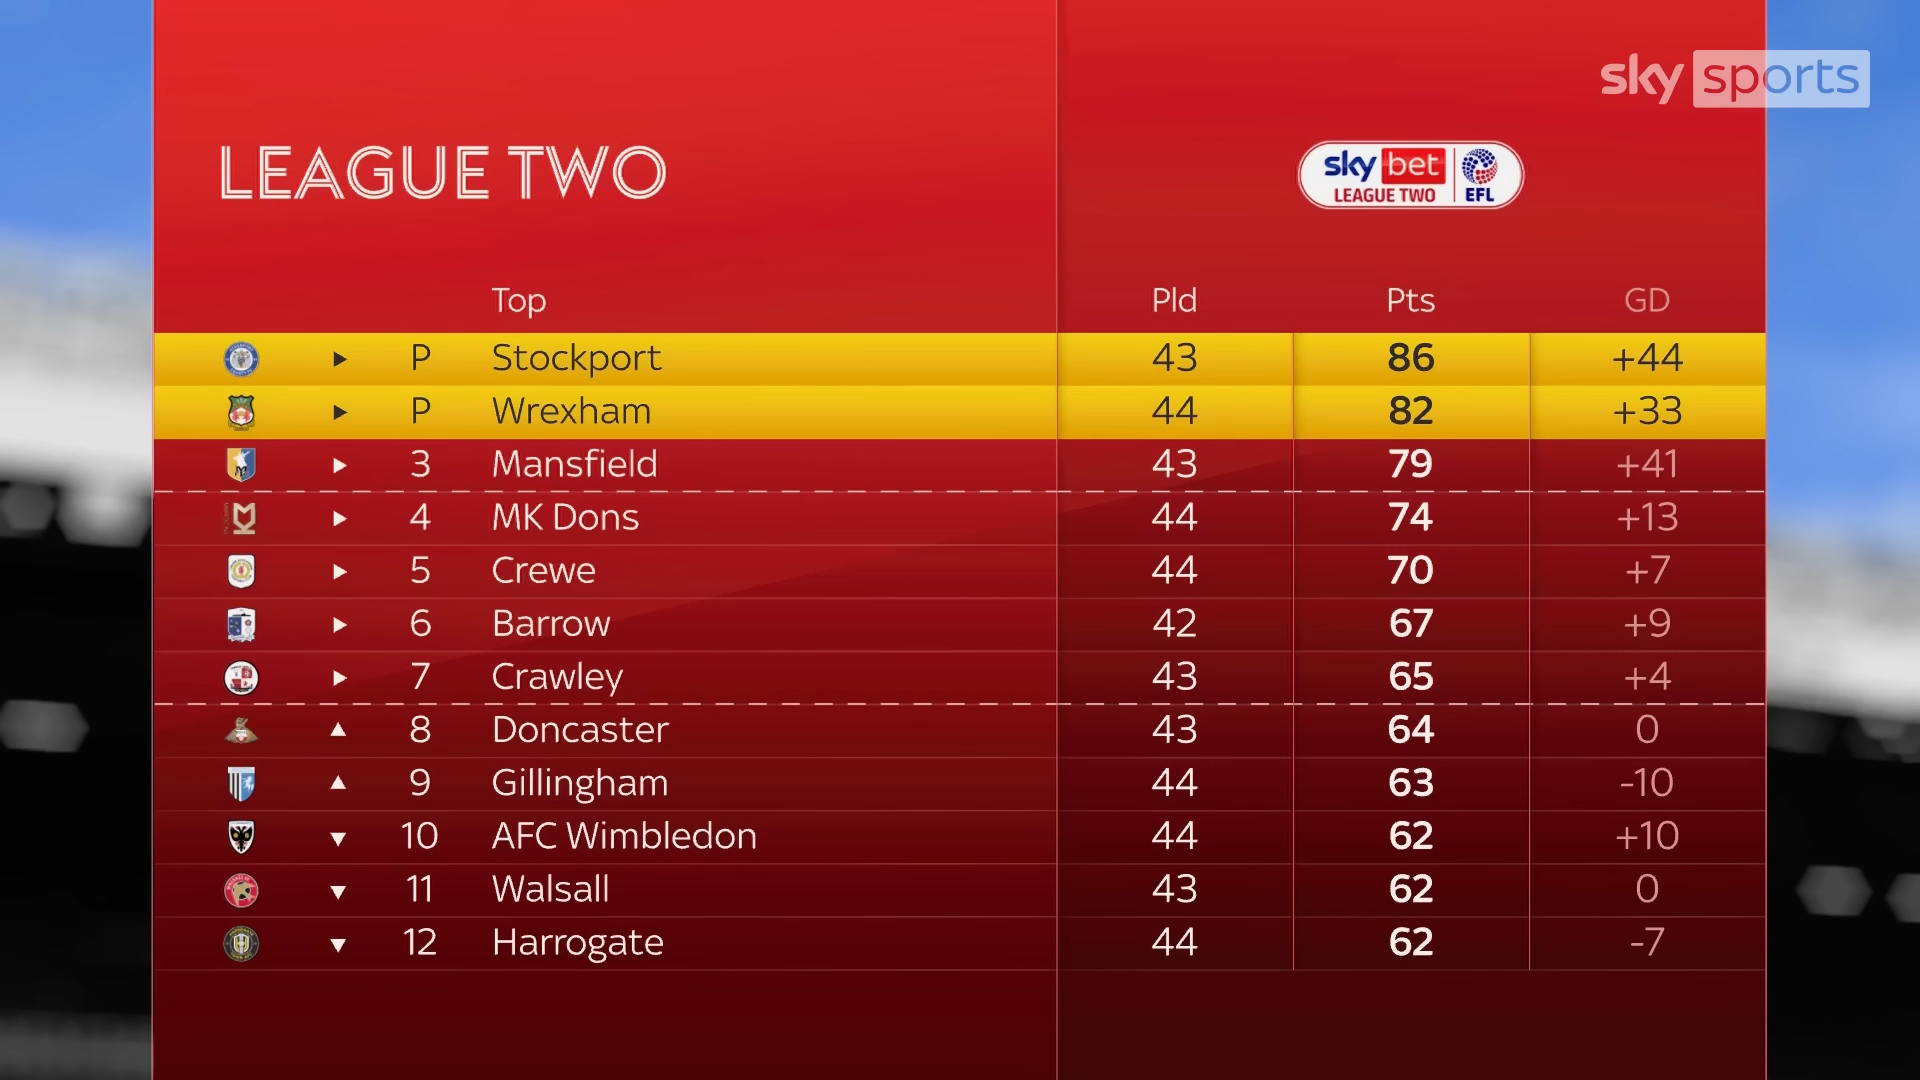 sky sports
LEAGUE TWO
sky bet
LEAGUE TWO EFL
Top Pld Pts GD
P Stockport 43 86 +44
P Wrexham 44 82 +33
3 Mansfield 43 79 +41
4 MK Dons 44 74 +13
5 Crewe 44 70 +7
6 Barrow 42 67 +9
7 Crawley 43 65 +4
8 Doncaster 43 64 0
9 Gillingham 44 63 -10
10 AFC Wimbledon 44 62 +10
11 Walsall 43 62 0
12 Harrogate 44 62 -7